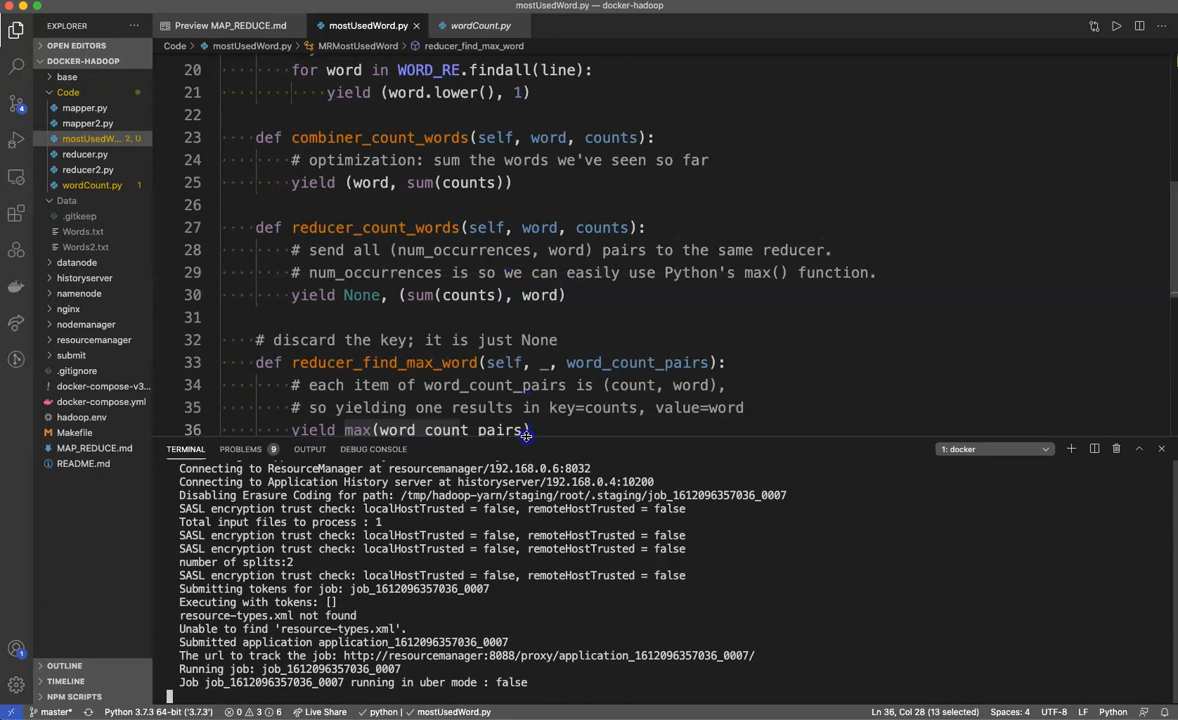 mostUsedWord.py — docker-hadoop
EXPLORER
Preview MAP_REDUCE.md
mostUsedWord.py
wordCount.py
OPEN EDITORS
DOCKER-HADOOP
base
Code
mapper.py
mapper2.py
mostUsedW... 2, U
reducer.py
reducer2.py
wordCount.py 1
Data
.gitkeep
Words.txt
Words2.txt
datanode
historyserver
namenode
nginx
nodemanager
resourcemanager
submit
.gitignore
docker-compose-v3...
docker-compose.yml
hadoop.env
Makefile
MAP_REDUCE.md
README.md
OUTLINE
TIMELINE
NPM SCRIPTS
4
1
Code > mostUsedWord.py > MRMostUsedWord > reducer_find_max_word
20 for word in WORD_RE.findall(line):
21 yield (word.lower(), 1)
22
23 def combiner_count_words(self, word, counts):
24 # optimization: sum the words we've seen so far
25 yield (word, sum(counts))
26
27 def reducer_count_words(self, word, counts):
28 # send all (num_occurrences, word) pairs to the same reducer.
29 # num_occurrences is so we can easily use Python's max() function.
30 yield None, (sum(counts), word)
31
32 # discard the key; it is just None
33 def reducer_find_max_word(self, _, word_count_pairs):
34 # each item of word_count_pairs is (count, word),
35 # so yielding one results in key=counts, value=word
36 yield max(word_count_pairs)
TERMINAL PROBLEMS 9 OUTPUT DEBUG CONSOLE 1: docker
Connecting to ResourceManager at resourcemanager/192.168.0.6:8032
Connecting to Application History server at historyserver/192.168.0.4:10200
Disabling Erasure Coding for path: /tmp/hadoop-yarn/staging/root/.staging/job_1612096357036_0007
SASL encryption trust check: localHostTrusted = false, remoteHostTrusted = false
Total input files to process : 1
SASL encryption trust check: localHostTrusted = false, remoteHostTrusted = false
SASL encryption trust check: localHostTrusted = false, remoteHostTrusted = false
number of splits:2
SASL encryption trust check: localHostTrusted = false, remoteHostTrusted = false
Submitting tokens for job: job_1612096357036_0007
Executing with tokens: []
resource-types.xml not found
Unable to find 'resource-types.xml'.
Submitted application application_1612096357036_0007
The url to track the job: http://resourcemanager:8088/proxy/application_1612096357036_0007/
Running job: job_1612096357036_0007
Job job_1612096357036_0007 running in uber mode : false
master* Python 3.7.3 64-bit ('3.7.3') 0 3 6 Live Share python | mostUsedWord.py Ln 36, Col 28 (13 selected) Spaces: 4 UTF-8 LF Python